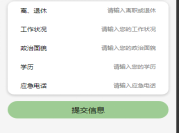 离、退休 请输入离职或退休
工作状况 请输入您的工作状况
政治国貌 请输入您的政治国貌
学历 请输入您的学历
应急电话 请输入应急电话
提交信息